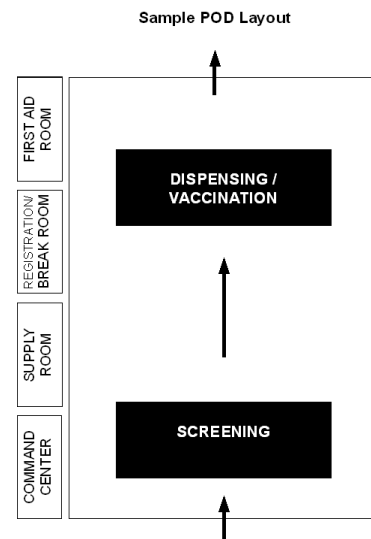 Sample POD Layout
FIRST AID
ROOM
DISPENSING /
VACCINATION
REGISTRATION/
BREAK ROOM
SUPPLY
ROOM
SCREENING
COMMAND
CENTER